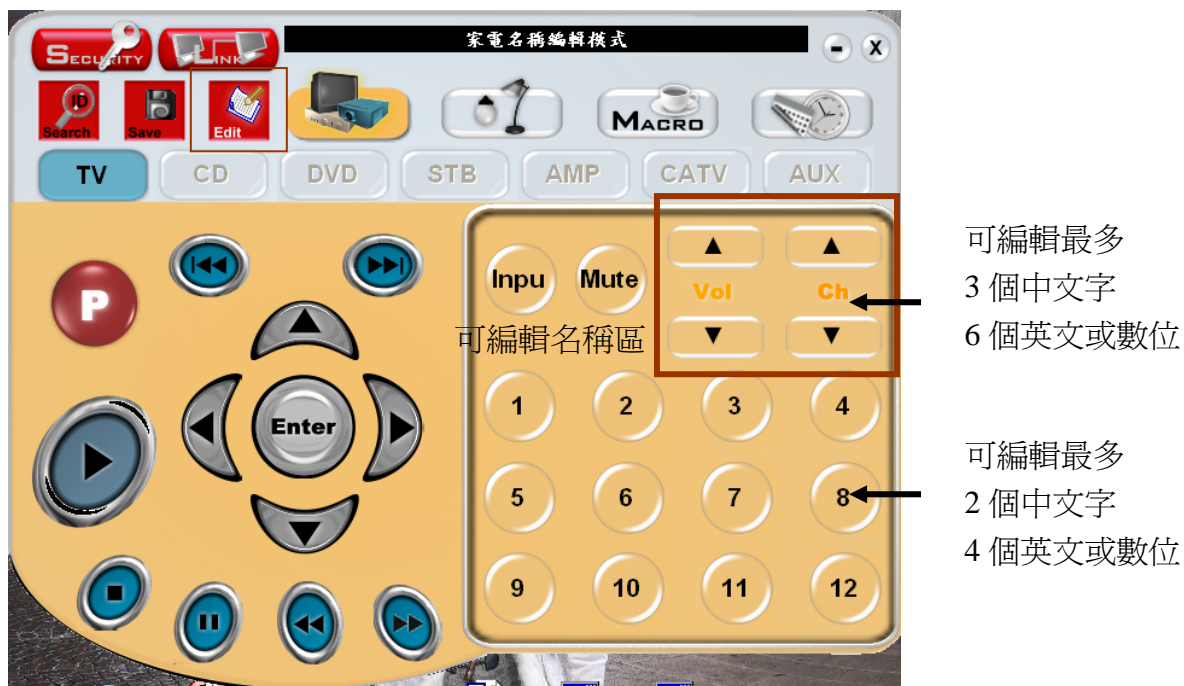 SECURITY
LINK
家電名稱編輯模式
Search
Save
Edit
MACRO
TV
CD
DVD
STB
AMP
CATV
AUX
P
Enter
Inpu
Mute
Vol
Ch
可編輯名稱區
1 2 3 4
5 6 7 8
9 10 11 12
可編輯最多
3 個中文字
6 個英文或數位
可編輯最多
2 個中文字
4 個英文或數位